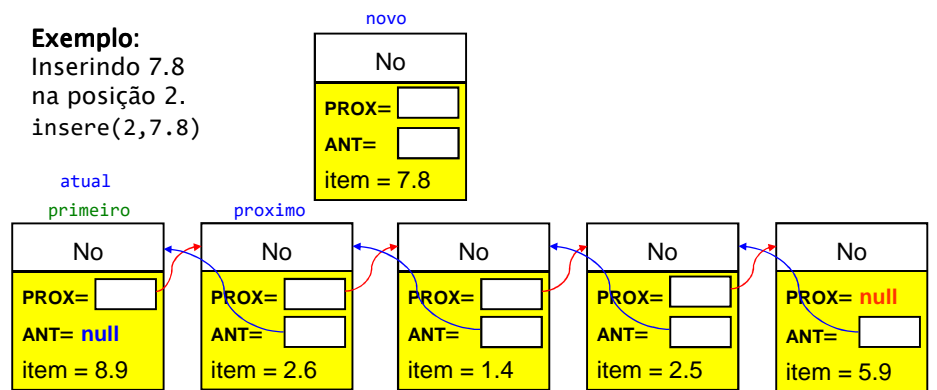 Exemplo:
Inserindo 7.8
na posição 2.
insere(2,7.8)
novo
No
PROX=
ANT=
item = 7.8
atual
primeiro
proximo
No
PROX=
ANT= null
item = 8.9
No
PROX=
ANT=
item = 2.6
No
PROX=
ANT=
item = 1.4
No
PROX=
ANT=
item = 2.5
No
PROX= null
ANT=
item = 5.9